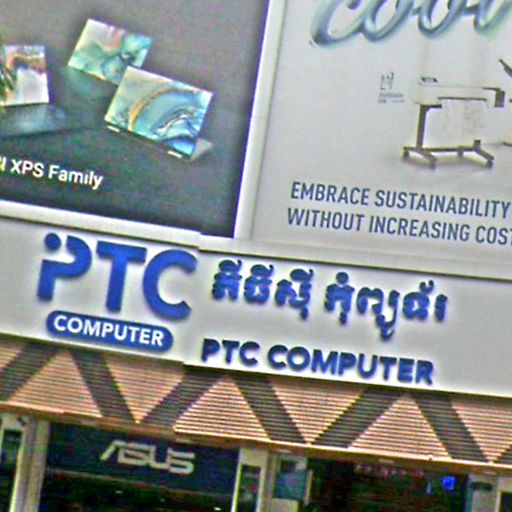 XPS Family
EMBRACE SUSTAINABILITY
WITHOUT INCREASING COST
PTC
COMPUTER
ភីធីស៊ី កុំព្យូទ័រ
PTC COMPUTER
ASUS